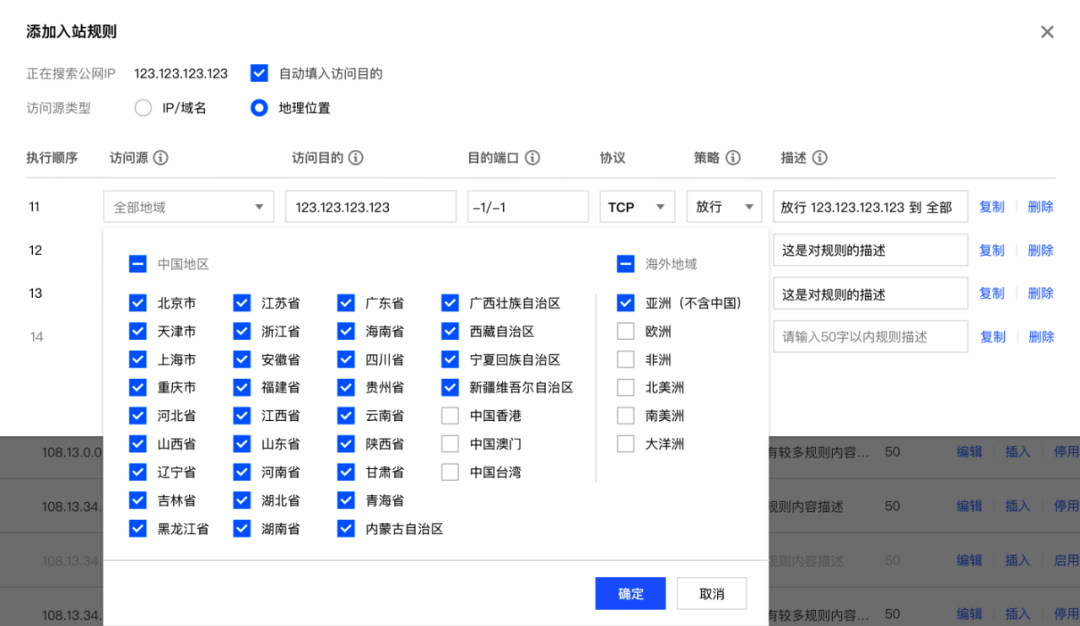 添加入站规则
正在搜索公网IP 123.123.123.123 自动填入访问目的
访问源类型 IP/域名 地理位置
执行顺序 访问源 访问目的 目的端口 协议 策略 描述
11 全部地域 123.123.123.123 -1/-1 TCP 放行 放行 123.123.123.123 到 全部 复制 删除
12 这是对规则的描述 复制 删除
13 这是对规则的描述 复制 删除
14 请输入50字以内规则描述 复制 删除
中国地区 海外地域
北京市 江苏省 广东省 广西壮族自治区 亚洲（不含中国）
天津市 浙江省 海南省 西藏自治区 欧洲
上海市 安徽省 四川省 宁夏回族自治区 非洲
重庆市 福建省 贵州省 新疆维吾尔自治区 北美洲
河北省 江西省 云南省 中国香港 南美洲
山西省 山东省 陕西省 中国澳门 大洋洲
辽宁省 河南省 甘肃省 中国台湾
吉林省 湖北省 青海省
黑龙江省 湖南省 内蒙古自治区
确定 取消
108.13.0.0 有较多规则内容... 50 编辑 插入 停用
108.13.34. 规则内容描述 50 编辑 插入 停用
108.13.34. 规则内容描述 50 编辑 插入 启用
108.13.34. 有较多规则内容... 50 编辑 插入 停用